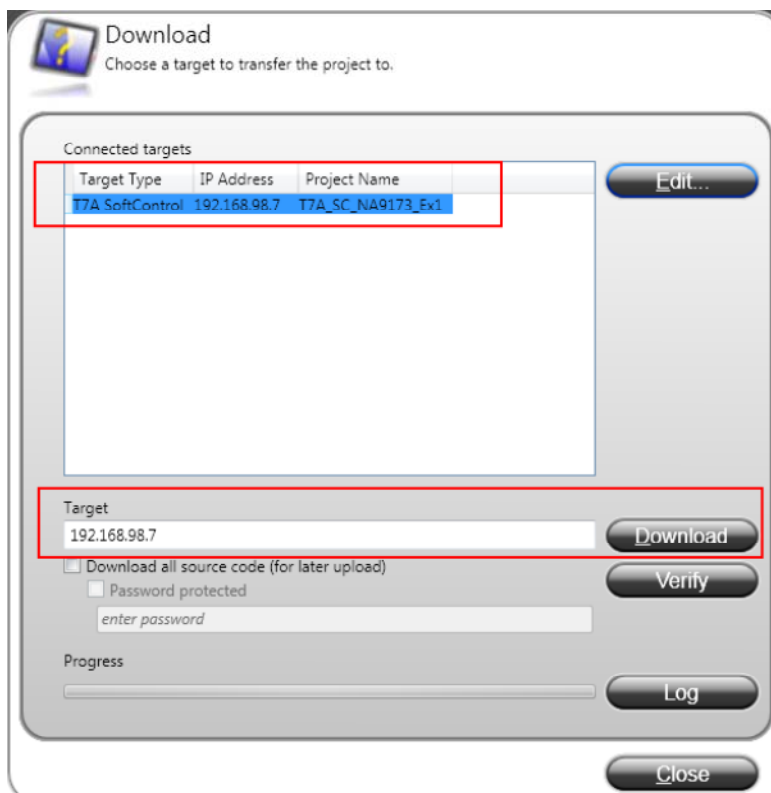 Download
Choose a target to transfer the project to.
Connected targets
Target Type IP Address Project Name
T7A SoftControl 192.168.98.7 T7A_SC_NA9173_Ex1
Edit...
Target
192.168.98.7
Download
Download all source code (for later upload)
Verify
Password protected
enter password
Progress
Log
Close